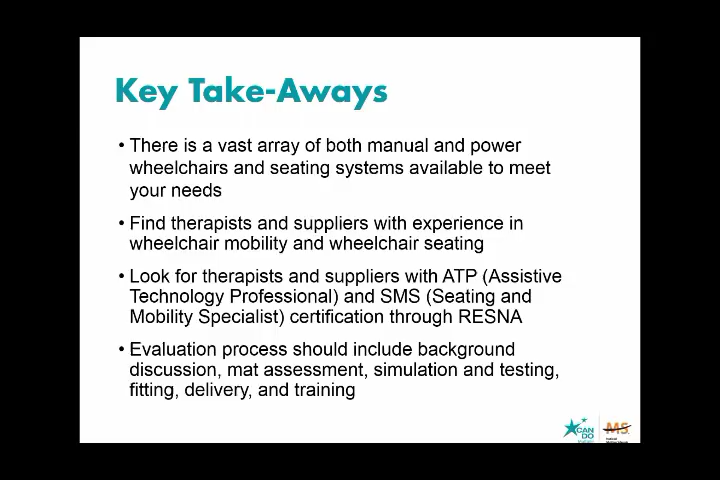 Key Take-Aways
• There is a vast array of both manual and power
wheelchairs and seating systems available to meet
your needs
• Find therapists and suppliers with experience in
wheelchair mobility and wheelchair seating
• Look for therapists and suppliers with ATP (Assistive
Technology Professional) and SMS (Seating and
Mobility Specialist) certification through RESNA
• Evaluation process should include background
discussion, mat assessment, simulation and testing,
fitting, delivery, and training
CAN
DO
MS